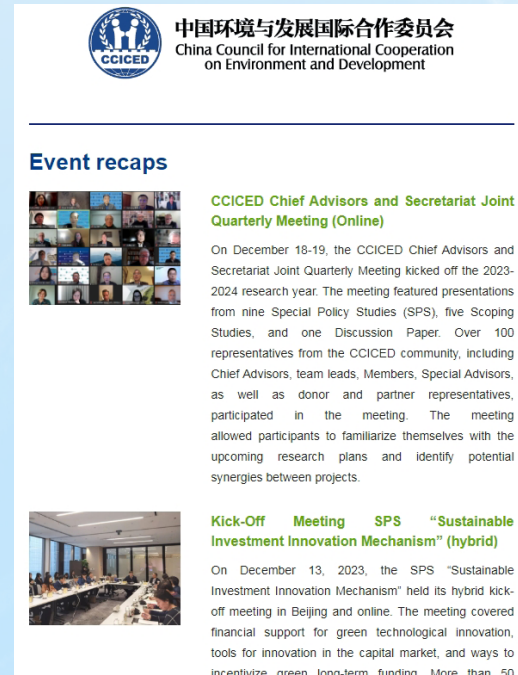 中国环境与发展国际合作委员会
China Council for International Cooperation
on Environment and Development
CCICED
Event recaps
CCICED Chief Advisors and Secretariat Joint
Quarterly Meeting (Online)
On December 18-19, the CCICED Chief Advisors and
Secretariat Joint Quarterly Meeting kicked off the 2023-
2024 research year. The meeting featured presentations
from nine Special Policy Studies (SPS), five Scoping
Studies, and one Discussion Paper. Over 100
representatives from the CCICED community, including
Chief Advisors, team leads, Members, Special Advisors,
as well as donor and partner representatives,
participated in the meeting. The meeting
allowed participants to familiarize themselves with the
upcoming research plans and identify potential
synergies between projects.
Kick-Off Meeting SPS “Sustainable
Investment Innovation Mechanism” (hybrid)
On December 13, 2023, the SPS “Sustainable
Investment Innovation Mechanism” held its hybrid kick-
off meeting in Beijing and online. The meeting covered
financial support for green technological innovation,
tools for innovation in the capital market, and ways to
incentivize green long-term funding. More than 50